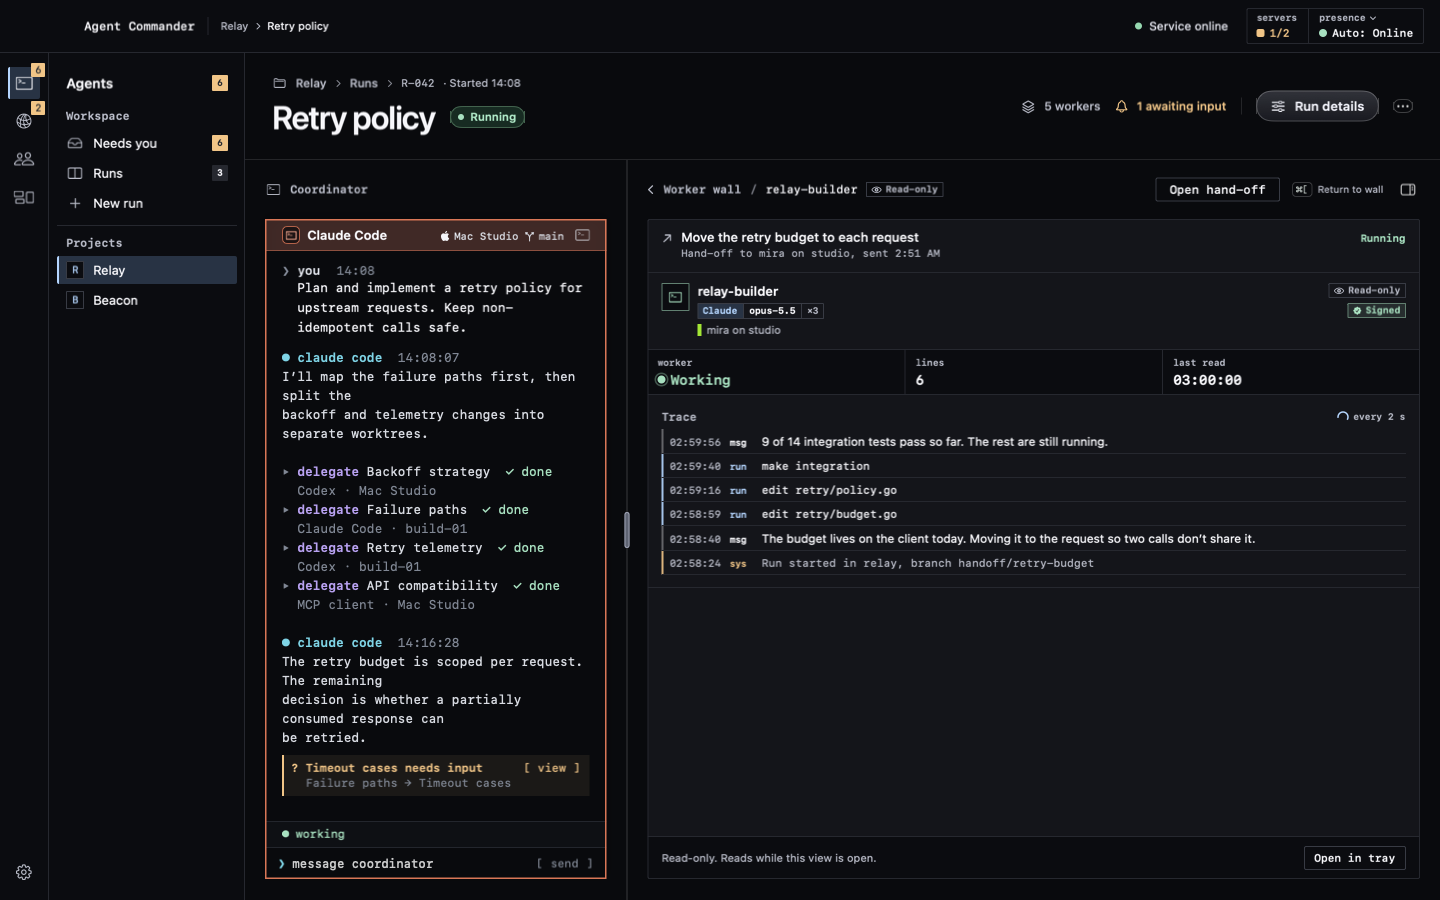 Agent Commander
Relay > Runs Retry policy
Service online
servers
1/2
presence
Auto: Online
6
2
Agents 6
Workspace
Needs you 6
Runs 3
New run
Projects
R Relay
B Beacon
Relay > Runs > R-042 · Started 14:08
Retry policy Running
5 workers 1 awaiting input Run details
Coordinator
Claude Code Mac Studio main
❯ you 14:08
Plan and implement a retry policy for
upstream requests. Keep non-
idempotent calls safe.
claude code 14:08:07
I’ll map the failure paths first, then
split the
backoff and telemetry changes into
separate worktrees.
▸ delegate Backoff strategy ✓ done
Codex · Mac Studio
▸ delegate Failure paths ✓ done
Claude Code · build-01
▸ delegate Retry telemetry ✓ done
Codex · build-01
▸ delegate API compatibility ✓ done
MCP client · Mac Studio
claude code 14:16:28
The retry budget is scoped per request.
The remaining
decision is whether a partially
consumed response can
be retried.
? Timeout cases needs input [ view ]
Failure paths → Timeout cases
working
❯ message coordinator [ send ]
Worker wall / relay-builder Read-only
Open hand-off ⌘[ Return to wall
Move the retry budget to each request
Hand-off to mira on studio, sent 2:51 AM
Running
relay-builder
Claude opus-5.5 ×3
mira on studio
Read-only
Signed
worker
Working
lines
6
last read
03:00:00
Trace every 2 s
02:59:56 msg 9 of 14 integration tests pass so far. The rest are still running.
02:59:40 run make integration
02:59:16 run edit retry/policy.go
02:58:59 run edit retry/budget.go
02:58:40 msg The budget lives on the client today. Moving it to the request so two calls don’t share it.
02:58:24 sys Run started in relay, branch handoff/retry-budget
Read-only. Reads while this view is open.
Open in tray